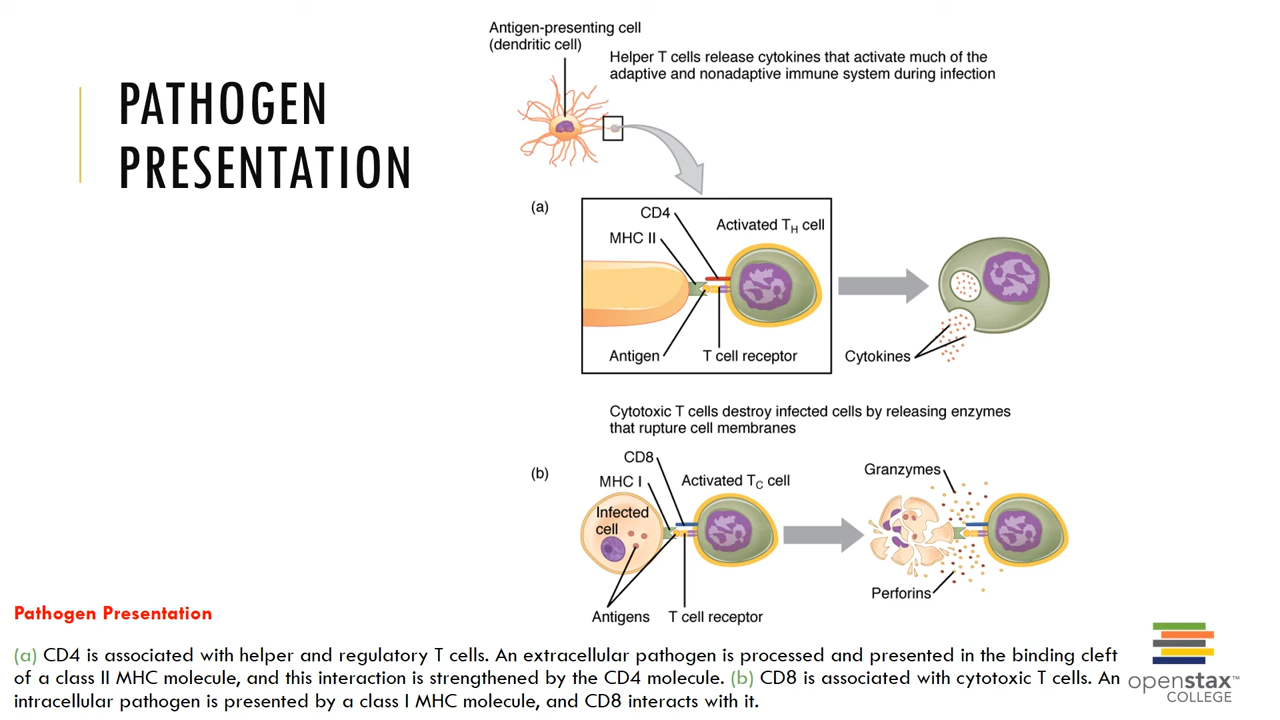 PATHOGEN
PRESENTATION
Antigen-presenting cell
(dendritic cell)
Helper T cells release cytokines that activate much of the
adaptive and nonadaptive immune system during infection
(a)
CD4
MHC II
Activated TH cell
Antigen
T cell receptor
Cytokines
Cytotoxic T cells destroy infected cells by releasing enzymes
that rupture cell membranes
(b)
CD8
MHC I
Activated TC cell
Infected
cell
Antigens
T cell receptor
Granzymes
Perforins
Pathogen Presentation
(a) CD4 is associated with helper and regulatory T cells. An extracellular pathogen is processed and presented in the binding cleft
of a class II MHC molecule, and this interaction is strengthened by the CD4 molecule. (b) CD8 is associated with cytotoxic T cells. An
intracellular pathogen is presented by a class I MHC molecule, and CD8 interacts with it.
openstax™
COLLEGE